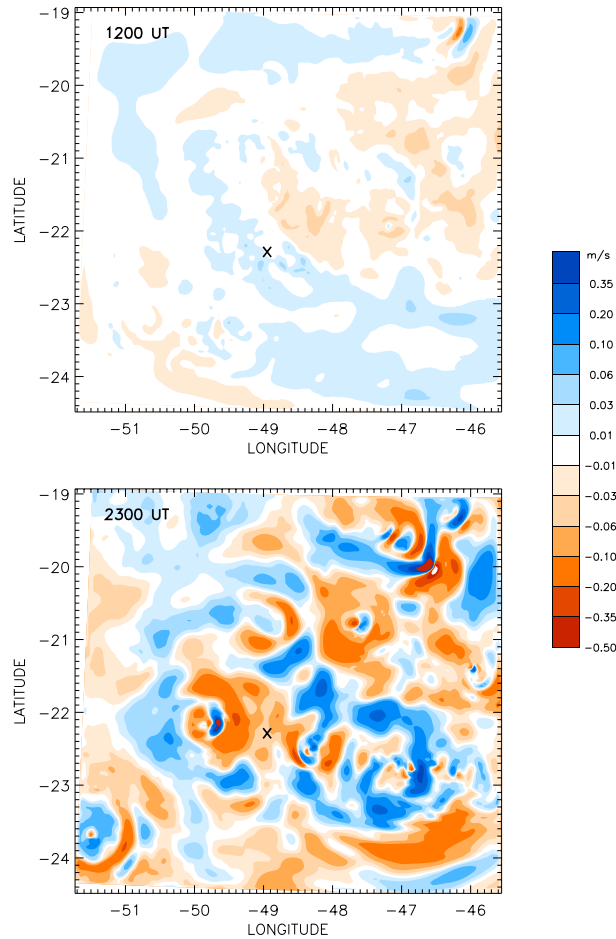 1200 UT
-19
-20
-21
-22
-23
-24
LATITUDE
X
-51 -50 -49 -48 -47 -46
LONGITUDE
m/s
0.35
0.20
0.10
0.06
0.03
0.01
-0.01
-0.03
-0.06
-0.10
-0.20
-0.35
-0.50
2300 UT
-19
-20
-21
-22
-23
-24
LATITUDE
X
-51 -50 -49 -48 -47 -46
LONGITUDE